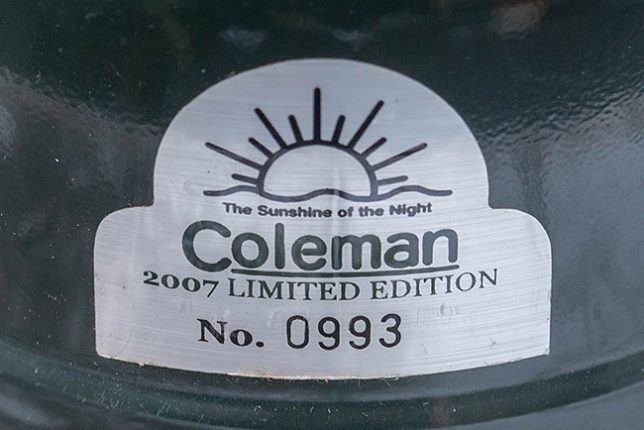 The Sunshine of the Night
Coleman
2007 LIMITED EDITION
No. 0993